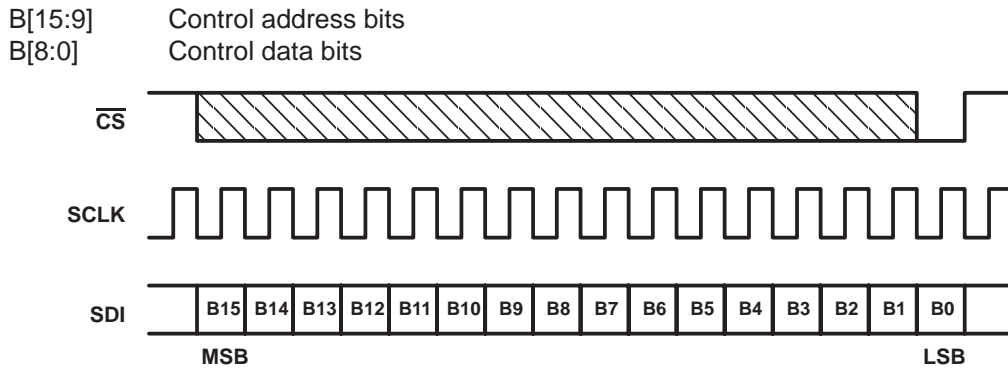 B[15:9] Control address bits
B[8:0] Control data bits
CS
SCLK
SDI B15 B14 B13 B12 B11 B10 B9 B8 B7 B6 B5 B4 B3 B2 B1 B0
MSB LSB